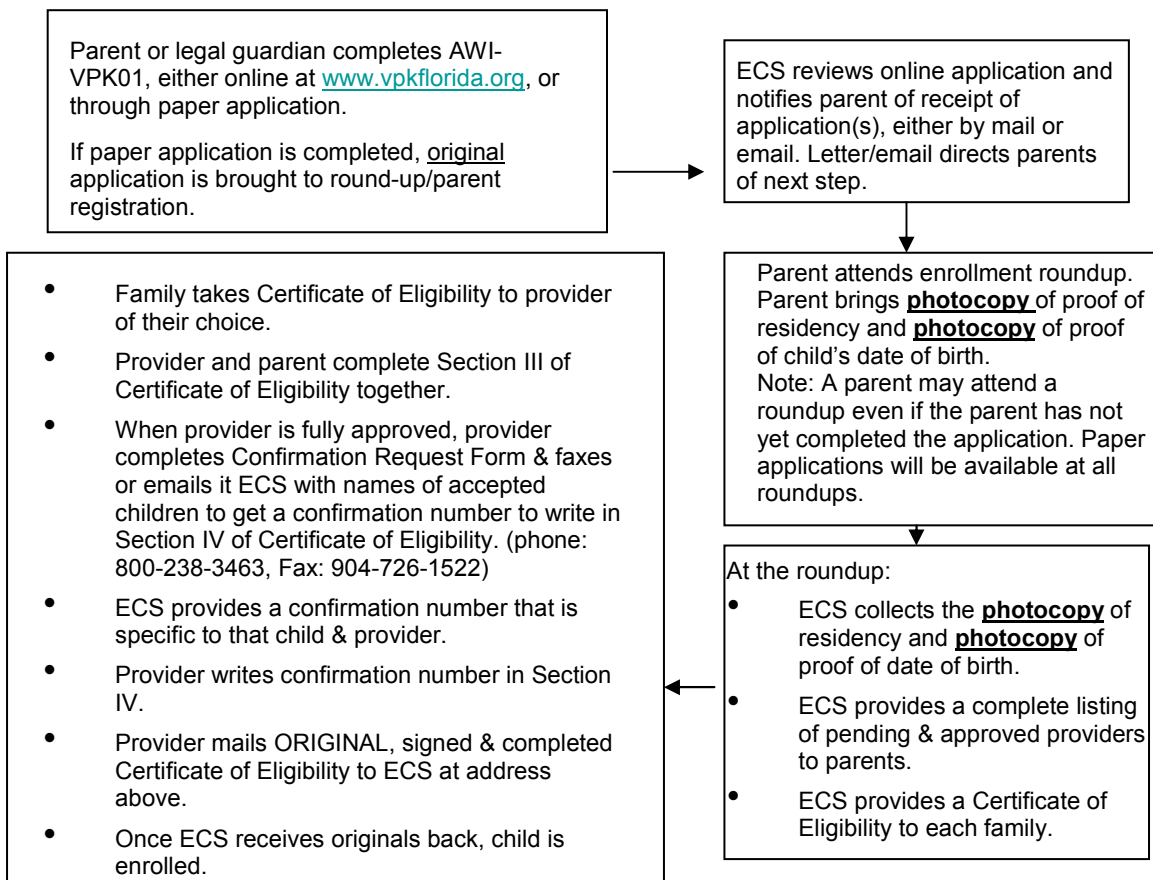 Parent or legal guardian completes AWI-
VPK01, either online at www.vpkflorida.org, or
through paper application.
If paper application is completed, original
application is brought to round-up/parent
registration.
ECS reviews online application and
notifies parent of receipt of
application(s), either by mail or
email. Letter/email directs parents
of next step.
Parent attends enrollment roundup.
Parent brings photocopy of proof of
residency and photocopy of proof
of child's date of birth.
Note: A parent may attend a
roundup even if the parent has not
yet completed the application. Paper
applications will be available at all
roundups.
At the roundup:
• ECS collects the photocopy of
residency and photocopy of
proof of date of birth.
• ECS provides a complete listing
of pending & approved providers
to parents.
• ECS provides a Certificate of
Eligibility to each family.
• Family takes Certificate of Eligibility to provider
of their choice.
• Provider and parent complete Section III of
Certificate of Eligibility together.
• When provider is fully approved, provider
completes Confirmation Request Form & faxes
or emails it ECS with names of accepted
children to get a confirmation number to write in
Section IV of Certificate of Eligibility. (phone:
800-238-3463, Fax: 904-726-1522)
• ECS provides a confirmation number that is
specific to that child & provider.
• Provider writes confirmation number in Section
IV.
• Provider mails ORIGINAL, signed & completed
Certificate of Eligibility to ECS at address
above.
• Once ECS receives originals back, child is
enrolled.